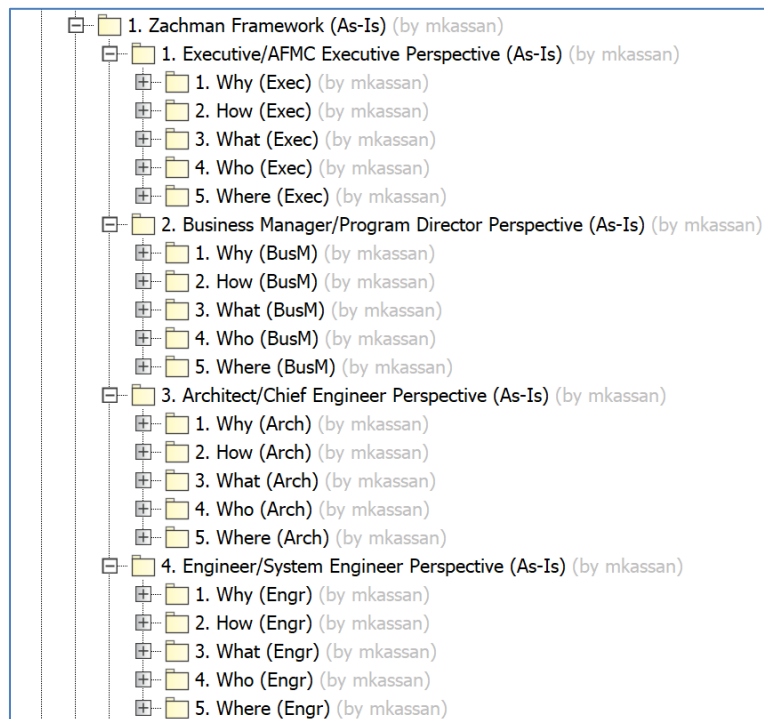 1. Zachman Framework (As-Is) (by mkassan)
1. Executive/AFMC Executive Perspective (As-Is) (by mkassan)
1. Why (Exec) (by mkassan)
2. How (Exec) (by mkassan)
3. What (Exec) (by mkassan)
4. Who (Exec) (by mkassan)
5. Where (Exec) (by mkassan)
2. Business Manager/Program Director Perspective (As-Is) (by mkassan)
1. Why (BusM) (by mkassan)
2. How (BusM) (by mkassan)
3. What (BusM) (by mkassan)
4. Who (BusM) (by mkassan)
5. Where (BusM) (by mkassan)
3. Architect/Chief Engineer Perspective (As-Is) (by mkassan)
1. Why (Arch) (by mkassan)
2. How (Arch) (by mkassan)
3. What (Arch) (by mkassan)
4. Who (Arch) (by mkassan)
5. Where (Arch) (by mkassan)
4. Engineer/System Engineer Perspective (As-Is) (by mkassan)
1. Why (Engr) (by mkassan)
2. How (Engr) (by mkassan)
3. What (Engr) (by mkassan)
4. Who (Engr) (by mkassan)
5. Where (Engr) (by mkassan)